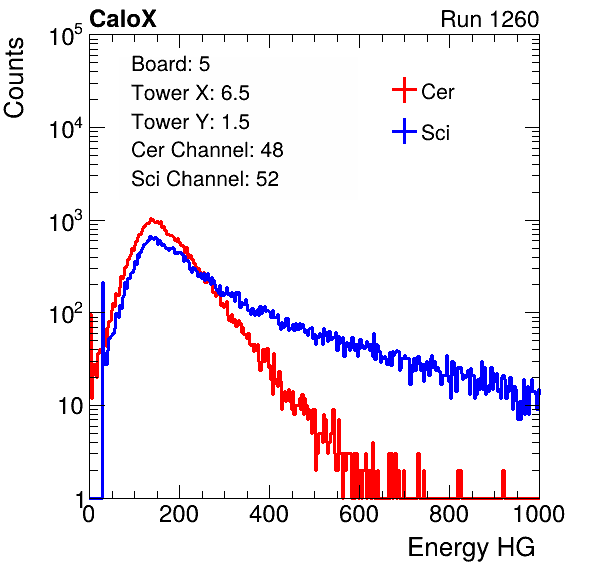 CaloX Run 1260
Counts
10^5
10^4
10^3
10^2
10
1
Board: 5
Tower X: 6.5
Tower Y: 1.5
Cer Channel: 48
Sci Channel: 52
Cer
Sci
0 200 400 600 800 1000
Energy HG